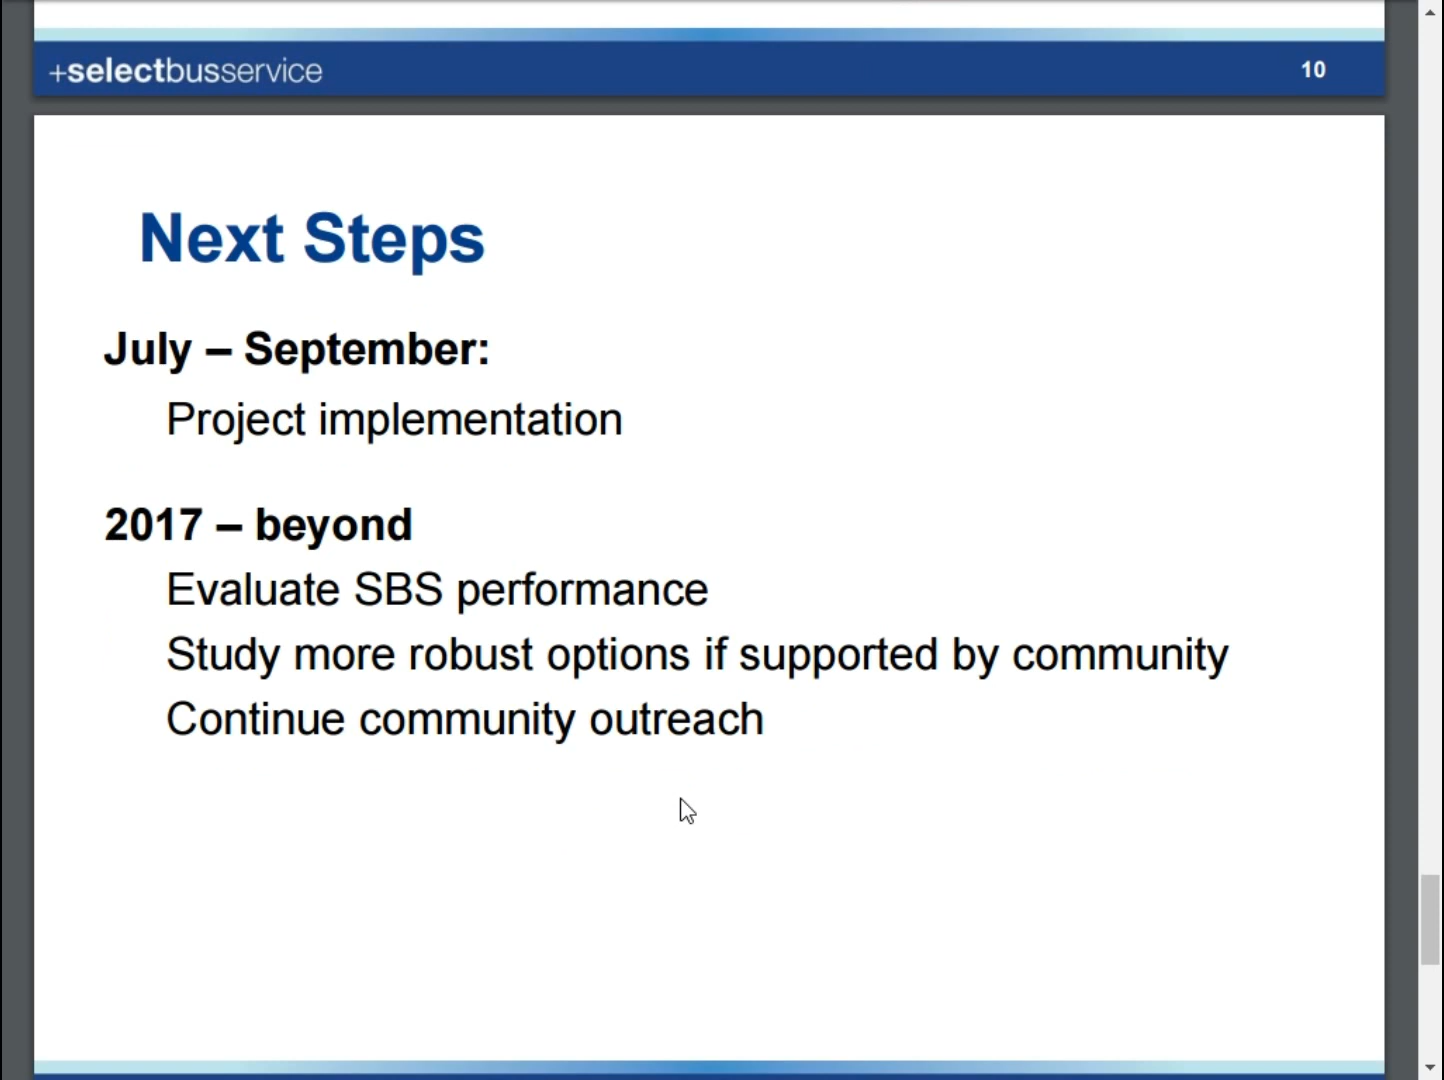 +selectbusservice
10
Next Steps
July – September:
Project implementation
2017 – beyond
Evaluate SBS performance
Study more robust options if supported by community
Continue community outreach